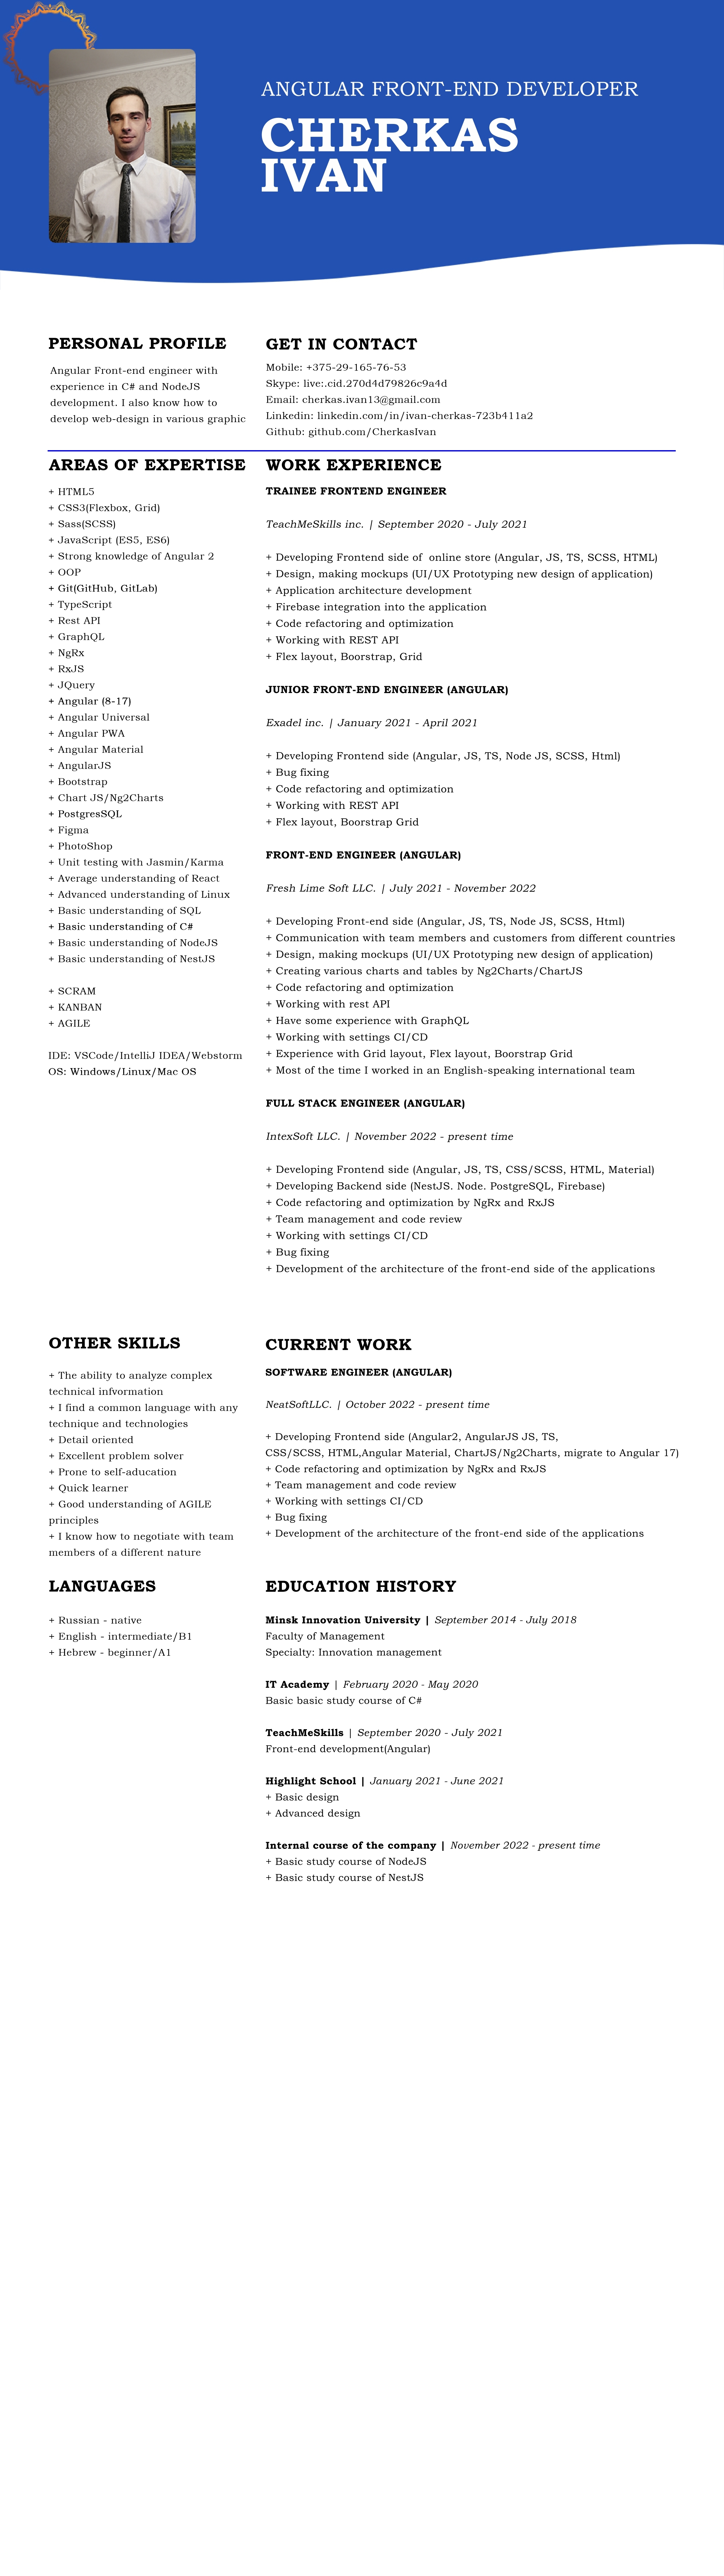 ANGULAR FRONT-END DEVELOPER
CHERKAS
IVAN
PERSONAL PROFILE
Angular Front-end engineer with
experience in C# and NodeJS
development. I also know how to
develop web-design in various graphic
GET IN CONTACT
Mobile: +375-29-165-76-53
Skype: live:.cid.270d4d79826c9a4d
Email: cherkas.ivan13@gmail.com
Linkedin: linkedin.com/in/ivan-cherkas-723b411a2
Github: github.com/CherkasIvan
AREAS OF EXPERTISE
+ HTML5
+ CSS3(Flexbox, Grid)
+ Sass(SCSS)
+ JavaScript (ES5, ES6)
+ Strong knowledge of Angular 2
+ OOP
+ Git(GitHub, GitLab)
+ TypeScript
+ Rest API
+ GraphQL
+ NgRx
+ RxJS
+ JQuery
+ Angular (8-17)
+ Angular Universal
+ Angular PWA
+ Angular Material
+ AngularJS
+ Bootstrap
+ Chart JS/Ng2Charts
+ PostgresSQL
+ Figma
+ PhotoShop
+ Unit testing with Jasmin/Karma
+ Average understanding of React
+ Advanced understanding of Linux
+ Basic understanding of SQL
+ Basic understanding of C#
+ Basic understanding of NodeJS
+ Basic understanding of NestJS
+ SCRAM
+ KANBAN
+ AGILE
IDE: VSCode/IntelliJ IDEA/Webstorm
OS: Windows/Linux/Mac OS
WORK EXPERIENCE
TRAINEE FRONTEND ENGINEER
TeachMeSkills inc. | September 2020 - July 2021
+ Developing Frontend side of  online store (Angular, JS, TS, SCSS, HTML)
+ Design, making mockups (UI/UX Prototyping new design of application)
+ Application architecture development
+ Firebase integration into the application
+ Code refactoring and optimization
+ Working with REST API
+ Flex layout, Boorstrap, Grid
JUNIOR FRONT-END ENGINEER (ANGULAR)
Exadel inc. | January 2021 - April 2021
+ Developing Frontend side (Angular, JS, TS, Node JS, SCSS, Html)
+ Bug fixing
+ Code refactoring and optimization
+ Working with REST API
+ Flex layout, Boorstrap Grid
FRONT-END ENGINEER (ANGULAR)
Fresh Lime Soft LLC. | July 2021 - November 2022
+ Developing Front-end side (Angular, JS, TS, Node JS, SCSS, Html)
+ Communication with team members and customers from different countries
+ Design, making mockups (UI/UX Prototyping new design of application)
+ Creating various charts and tables by Ng2Charts/ChartJS
+ Code refactoring and optimization
+ Working with rest API
+ Have some experience with GraphQL
+ Working with settings CI/CD
+ Experience with Grid layout, Flex layout, Boorstrap Grid
+ Most of the time I worked in an English-speaking international team
FULL STACK ENGINEER (ANGULAR)
IntexSoft LLC. | November 2022 - present time
+ Developing Frontend side (Angular, JS, TS, CSS/SCSS, HTML, Material)
+ Developing Backend side (NestJS. Node. PostgreSQL, Firebase)
+ Code refactoring and optimization by NgRx and RxJS
+ Team management and code review
+ Working with settings CI/CD
+ Bug fixing
+ Development of the architecture of the front-end side of the applications
OTHER SKILLS
+ The ability to analyze complex
technical infvormation
+ I find a common language with any
technique and technologies
+ Detail oriented
+ Excellent problem solver
+ Prone to self-aducation
+ Quick learner
+ Good understanding of AGILE
principles
+ I know how to negotiate with team
members of a different nature
CURRENT WORK
SOFTWARE ENGINEER (ANGULAR)
NeatSoftLLC. | October 2022 - present time
+ Developing Frontend side (Angular2, AngularJS JS, TS,
CSS/SCSS, HTML,Angular Material, ChartJS/Ng2Charts, migrate to Angular 17)
+ Code refactoring and optimization by NgRx and RxJS
+ Team management and code review
+ Working with settings CI/CD
+ Bug fixing
+ Development of the architecture of the front-end side of the applications
LANGUAGES
+ Russian - native
+ English - intermediate/B1
+ Hebrew - beginner/A1
EDUCATION HISTORY
Minsk Innovation University | September 2014 - July 2018
Faculty of Management
Specialty: Innovation management
IT Academy | February 2020 - May 2020
Basic basic study course of C#
TeachMeSkills | September 2020 - July 2021
Front-end development(Angular)
Highlight School | January 2021 - June 2021
+ Basic design
+ Advanced design
Internal course of the company | November 2022 - present time
+ Basic study course of NodeJS
+ Basic study course of NestJS